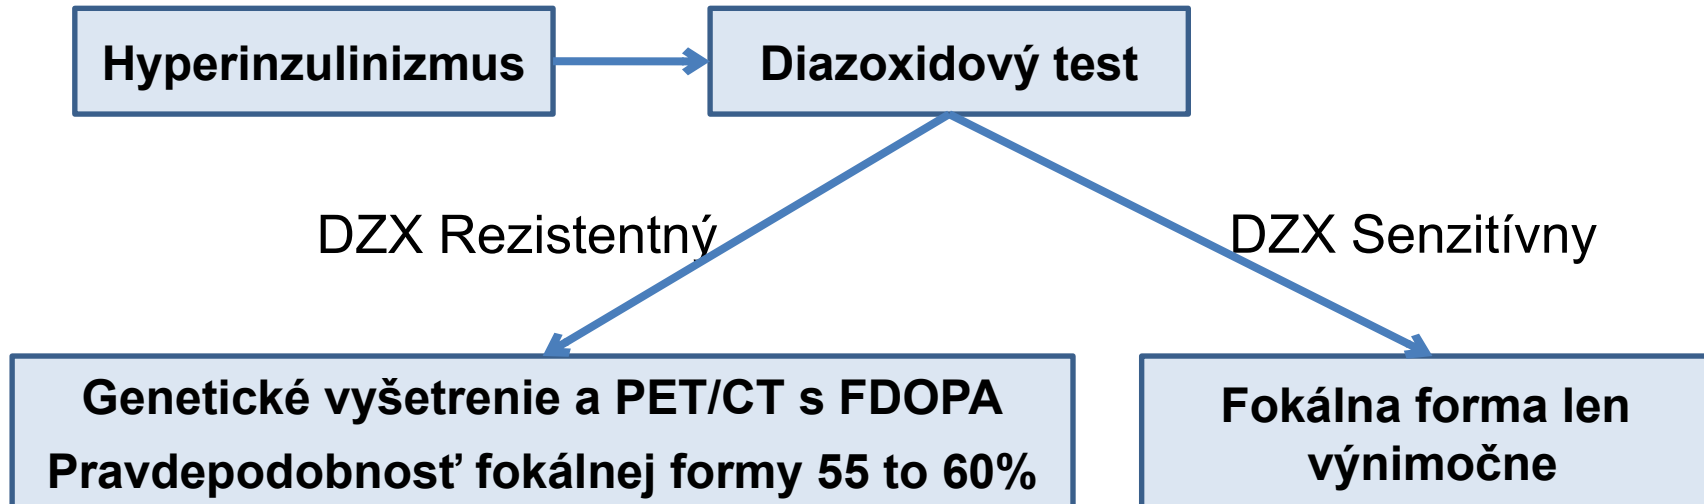 Hyperinzulinizmus
Diazoxidový test
DZX Rezistentný
DZX Senzitívny
Genetické vyšetrenie a PET/CT s FDOPA
Pravdepodobnosť fokálnej formy 55 to 60%
Fokálna forma len
výnimočne